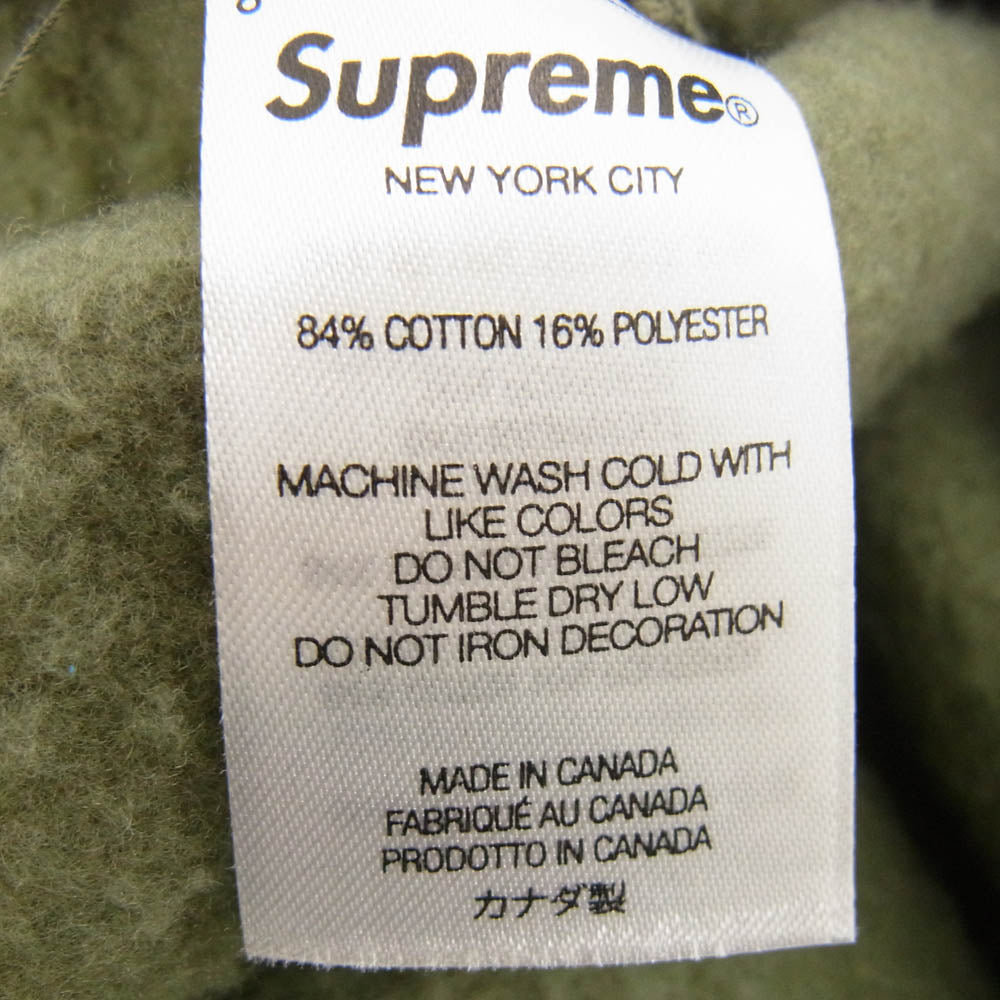 Supreme®
NEW YORK CITY
84% COTTON 16% POLYESTER
MACHINE WASH COLD WITH
LIKE COLORS
DO NOT BLEACH
TUMBLE DRY LOW
DO NOT IRON DECORATION
MADE IN CANADA
FABRIQUÉ AU CANADA
PRODOTTO IN CANADA
カナダ製